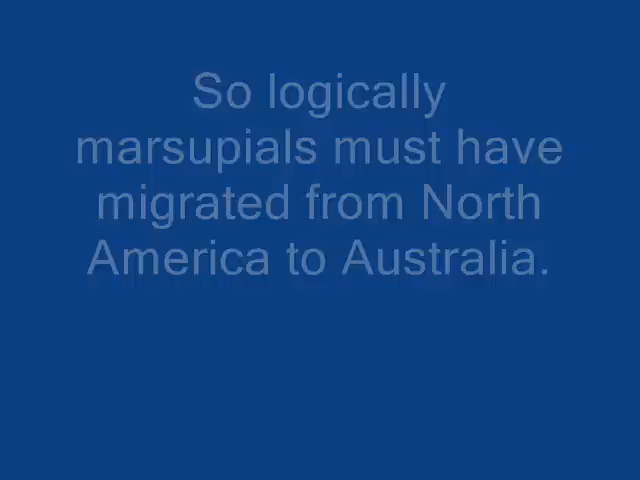 So logically
marsupials must have
migrated from North
America to Australia.